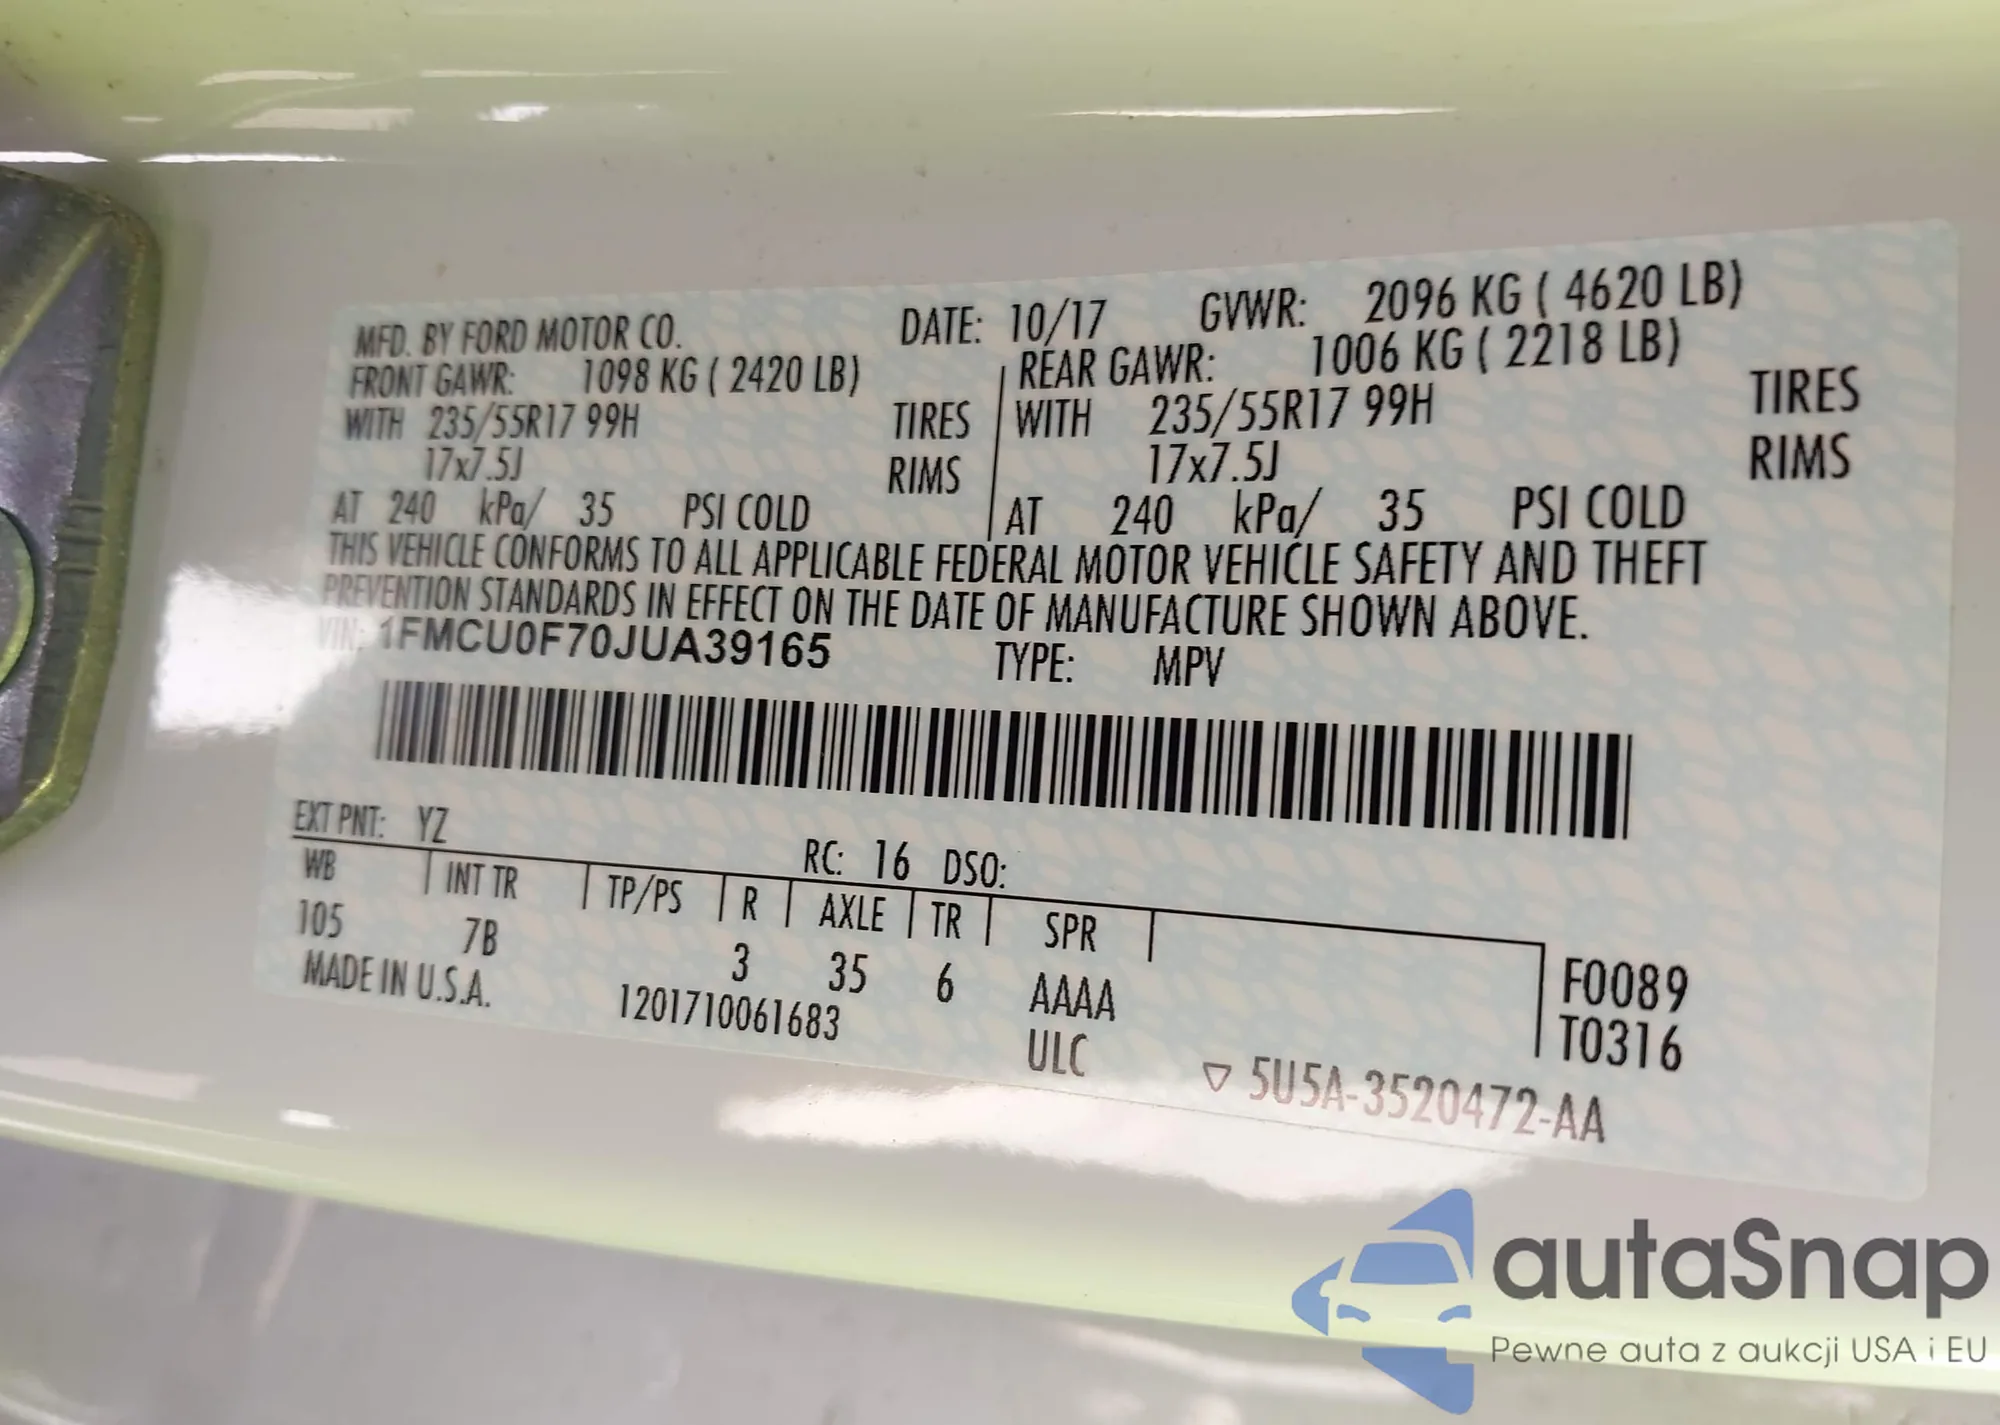 MFD. BY FORD MOTOR CO. DATE: 10/17 GVWR: 2096 KG ( 4620 LB)
FRONT GAWR: 1098 KG ( 2420 LB) REAR GAWR: 1006 KG ( 2218 LB)
WITH 235/55R17 99H TIRES WITH 235/55R17 99H TIRES
17x7.5J RIMS 17x7.5J RIMS
AT 240 kPa/ 35 PSI COLD AT 240 kPa/ 35 PSI COLD
THIS VEHICLE CONFORMS TO ALL APPLICABLE FEDERAL MOTOR VEHICLE SAFETY AND THEFT
PREVENTION STANDARDS IN EFFECT ON THE DATE OF MANUFACTURE SHOWN ABOVE.
VIN: 1FMCU0F70JUA39165 TYPE: MPV
EXT PNT: YZ RC: 16 DSO:
WB INT TR TP/PS R AXLE TR SPR
105 7B 3 35 6 AAAA F0089
MADE IN U.S.A. 1201710061683 ULC T0316
▽ 5U5A-3520472-AA
autaSnap
Pewne auta z aukcji USA i EU